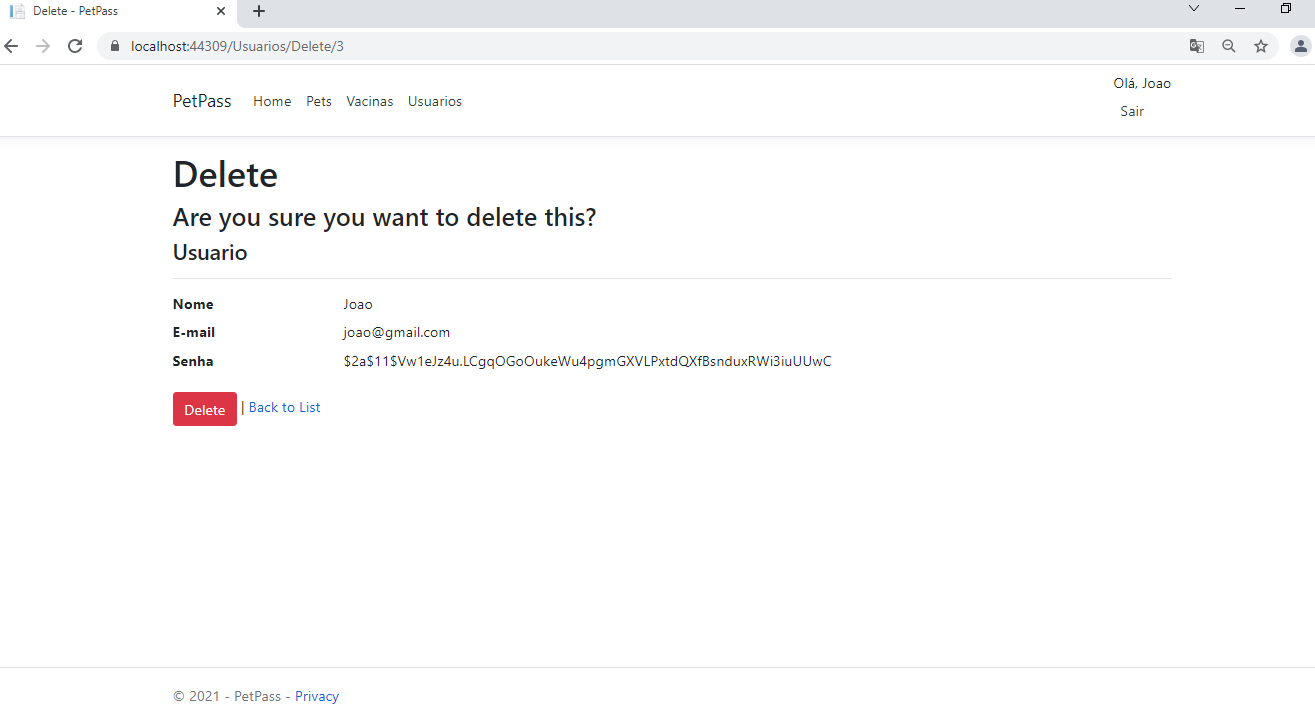 Delete - PetPass
localhost:44309/Usuarios/Delete/3
PetPass Home Pets Vacinas Usuarios
Olá, Joao
Sair
Delete
Are you sure you want to delete this?
Usuario
Nome Joao
E-mail joao@gmail.com
Senha $2a$11$Vw1eJz4u.LCgqOGoOukeWu4pgmGXVLPxtdQXfBsnduxRWi3iuUUwC
Delete | Back to List
© 2021 - PetPass - Privacy